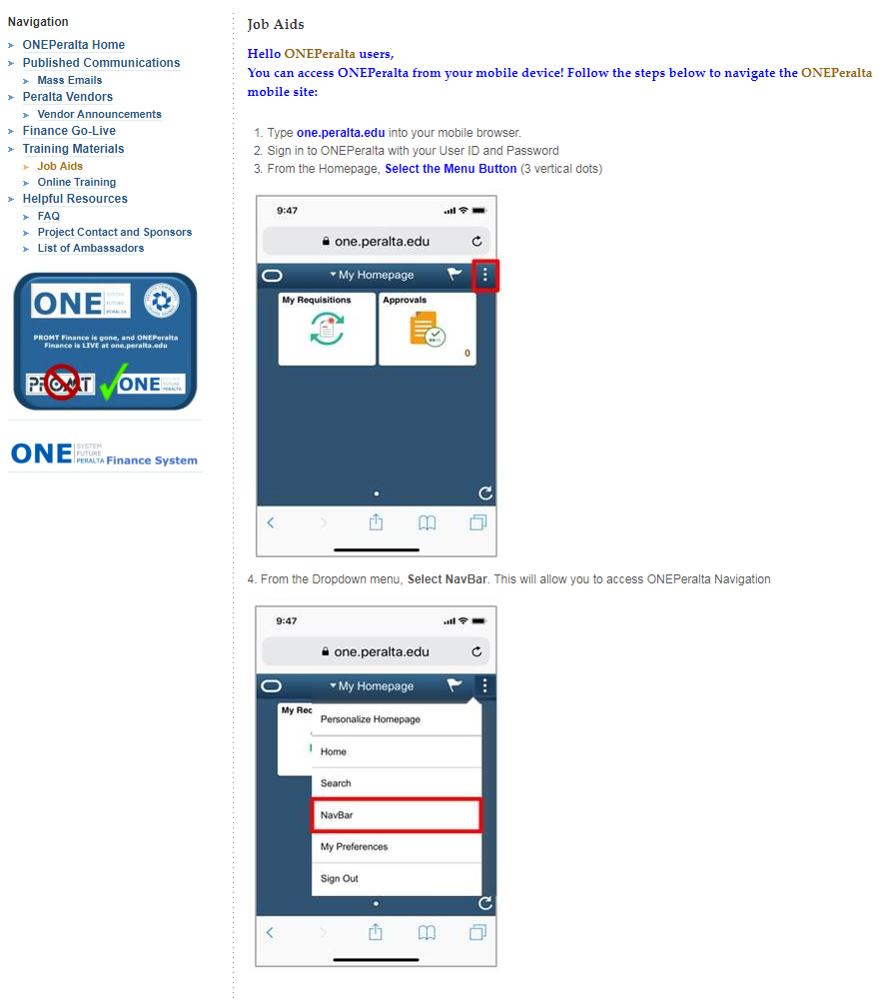 Navigation
ONEPeralta Home
Published Communications
Mass Emails
Peralta Vendors
Vendor Announcements
Finance Go-Live
Training Materials
Job Aids
Online Training
Helpful Resources
FAQ
Project Contact and Sponsors
List of Ambassadors
ONE SYSTEM
FUTURE
PERALTA
PROMT Finance is gone, and ONEPeralta
Finance is LIVE at one.peralta.edu
PROMT
ONE SYSTEM
FUTURE
PERALTA
ONE SYSTEM
FUTURE
PERALTA Finance System
Job Aids
Hello ONEPeralta users,
You can access ONEPeralta from your mobile device! Follow the steps below to navigate the ONEPeralta
mobile site:
1. Type one.peralta.edu into your mobile browser.
2. Sign in to ONEPeralta with your User ID and Password
3. From the Homepage, Select the Menu Button (3 vertical dots)
9:47
one.peralta.edu
My Homepage
My Requisitions
Approvals
0
4. From the Dropdown menu, Select NavBar. This will allow you to access ONEPeralta Navigation
9:47
one.peralta.edu
My Homepage
My Rec
Personalize Homepage
Home
Search
NavBar
My Preferences
Sign Out